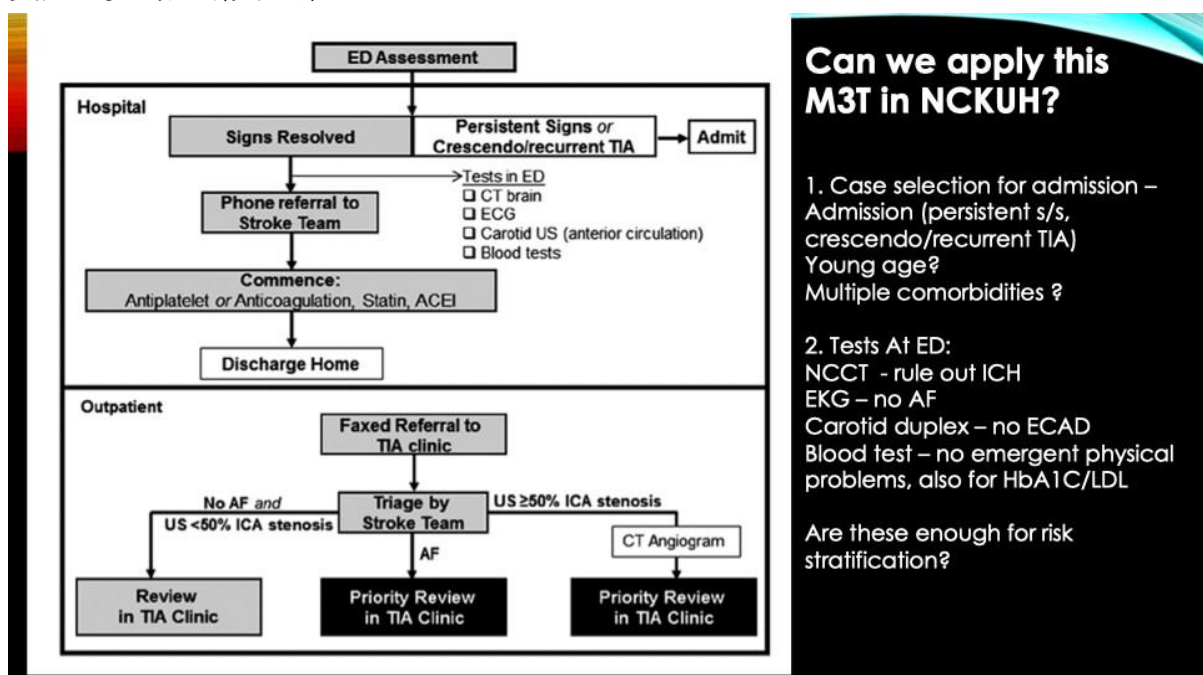 ED Assessment
Hospital
Signs Resolved
Persistent Signs or
Crescendo/recurrent TIA
Admit
Tests in ED
CT brain
ECG
Carotid US (anterior circulation)
Blood tests
Phone referral to
Stroke Team
Commence:
Antiplatelet or Anticoagulation, Statin, ACEI
Discharge Home
Outpatient
Faxed Referral to
TIA clinic
No AF and
US <50% ICA stenosis
Triage by
Stroke Team
US ≥50% ICA stenosis
AF
CT Angiogram
Review
in TIA Clinic
Priority Review
in TIA Clinic
Priority Review
in TIA Clinic
Can we apply this
M3T in NCKUH?
1. Case selection for admission –
Admission (persistent s/s,
crescendo/recurrent TIA)
Young age?
Multiple comorbidities ?
2. Tests At ED:
NCCT - rule out ICH
EKG – no AF
Carotid duplex – no ECAD
Blood test – no emergent physical
problems, also for HbA1C/LDL
Are these enough for risk
stratification?